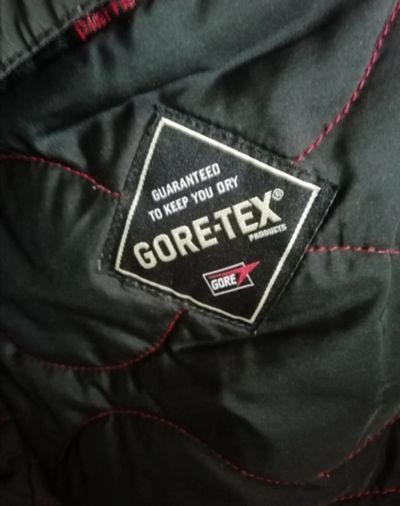 GUARANTEED
TO KEEP YOU DRY
GORE-TEX®
PRODUCTS
GORE